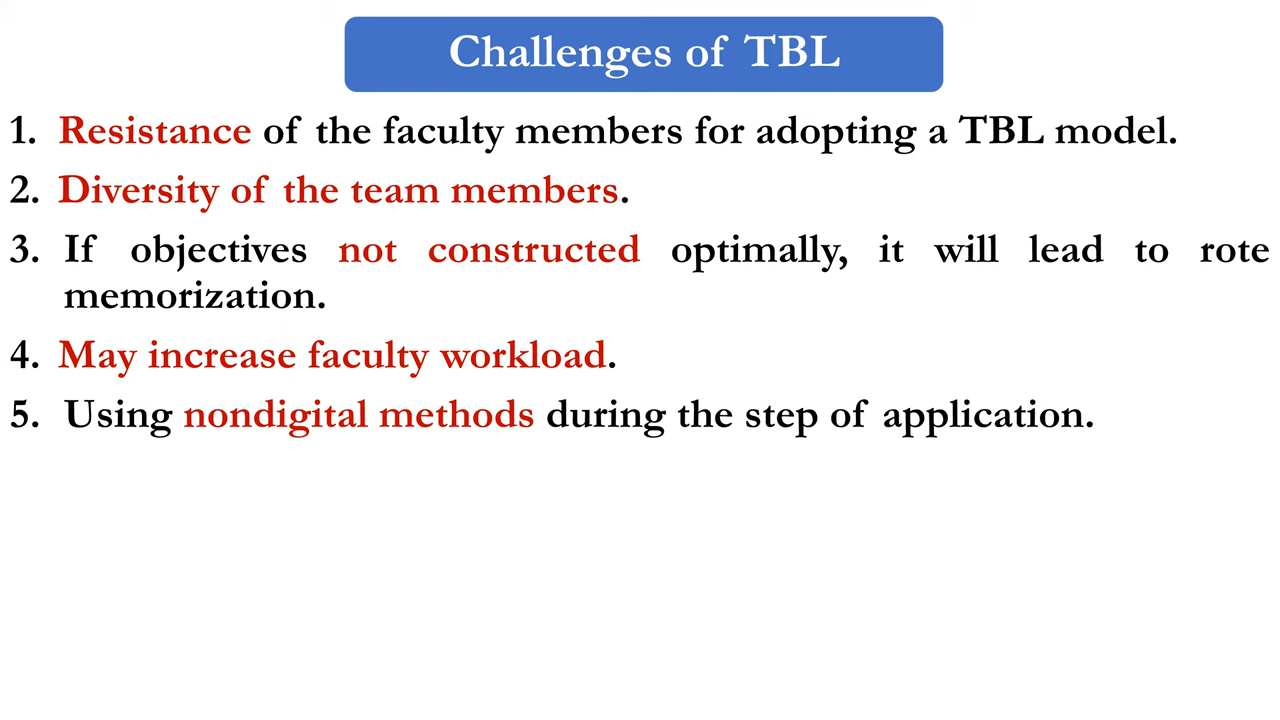 Challenges of TBL
1. Resistance of the faculty members for adopting a TBL model.
2. Diversity of the team members.
3. If objectives not constructed optimally, it will lead to rote
memorization.
4. May increase faculty workload.
5. Using nondigital methods during the step of application.